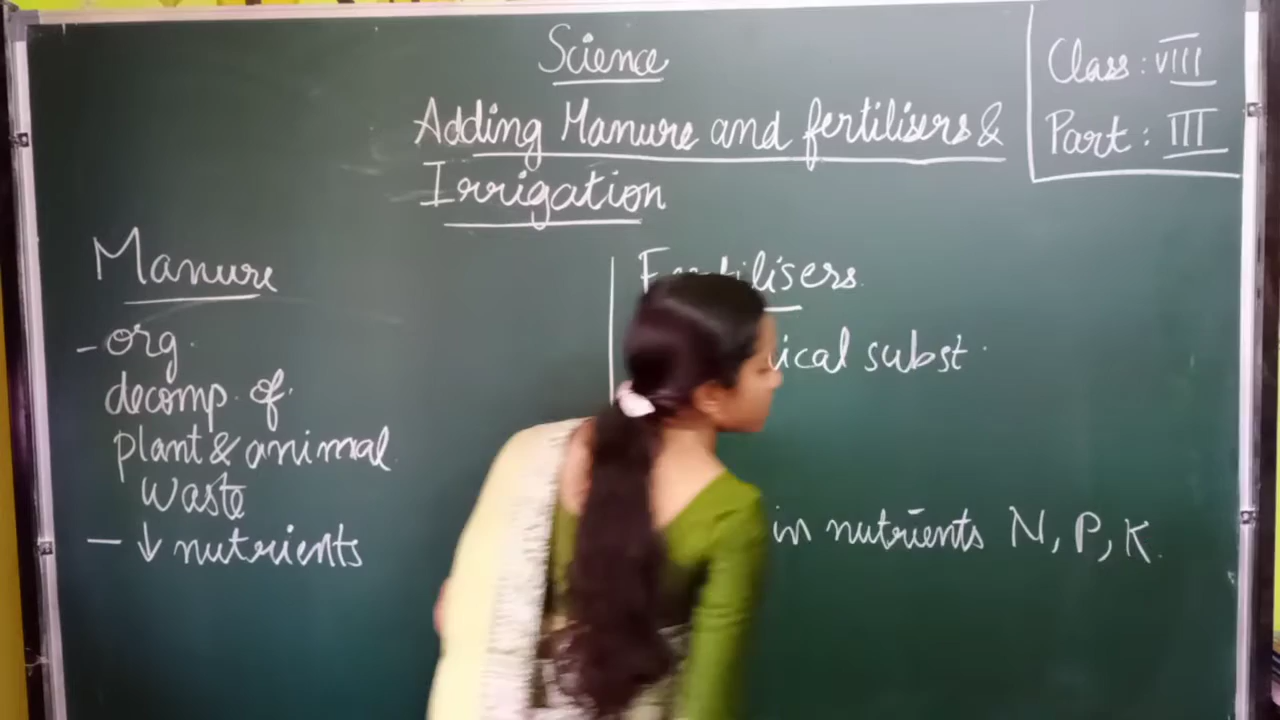 Science
Class: VIII
Adding Manure and fertilisers &
Part: III
Irrigation
Manure
- org.
decomp. of.
plant & animal
waste
- ↓ nutrients
Fertilisers
subst.
in nutrients N, P, K.